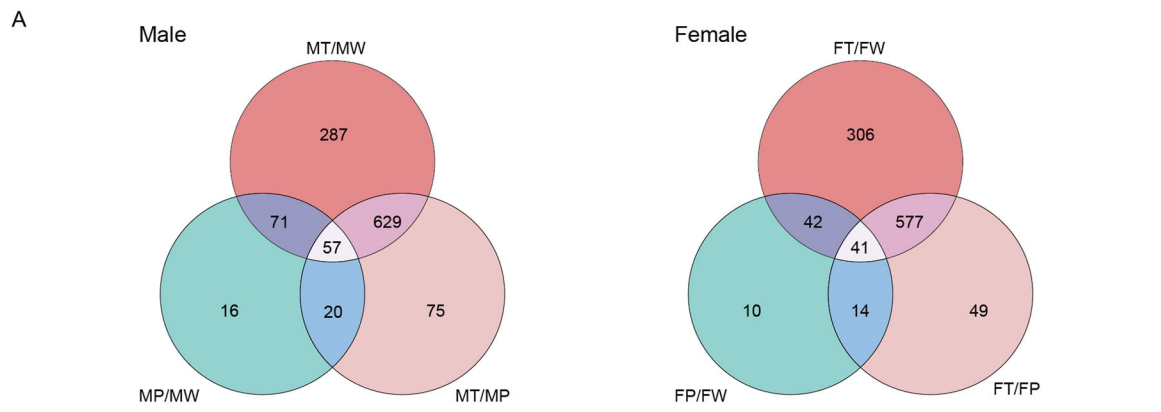 A
Male
MT/MW
287
71
629
57
16
20
75
MP/MW
MT/MP
Female
FT/FW
306
42
577
41
10
14
49
FP/FW
FT/FP